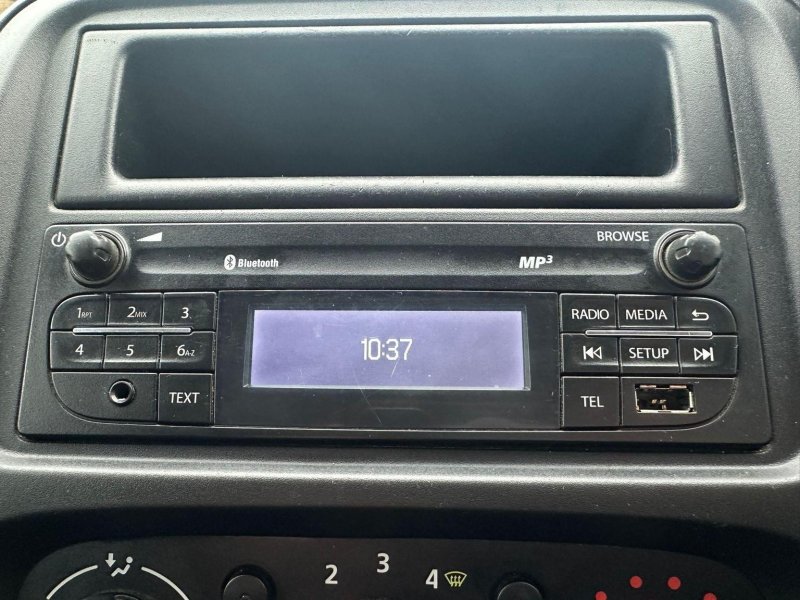 BROWSE
Bluetooth
MP3
1RPT 2MIX 3
RADIO MEDIA
10:37
4 5 6A-Z
SETUP
TEXT
TEL
2 3 4